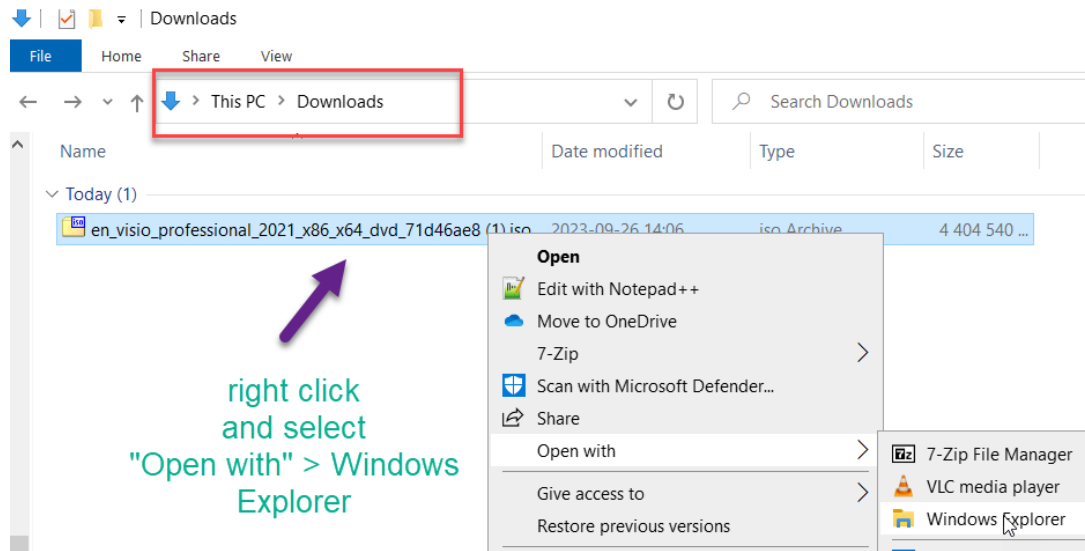 Downloads
File Home Share View
This PC > Downloads
Search Downloads
Name Date modified Type Size
Today (1)
en_visio_professional_2021_x86_x64_dvd_71d46ae8 (1).iso 2023-09-26 14:06 iso Archive 4 404 540 ...
Open
Edit with Notepad++
Move to OneDrive
7-Zip
Scan with Microsoft Defender...
Share
Open with
Give access to
Restore previous versions
7-Zip File Manager
VLC media player
Windows Explorer
right click
and select
"Open with" > Windows
Explorer